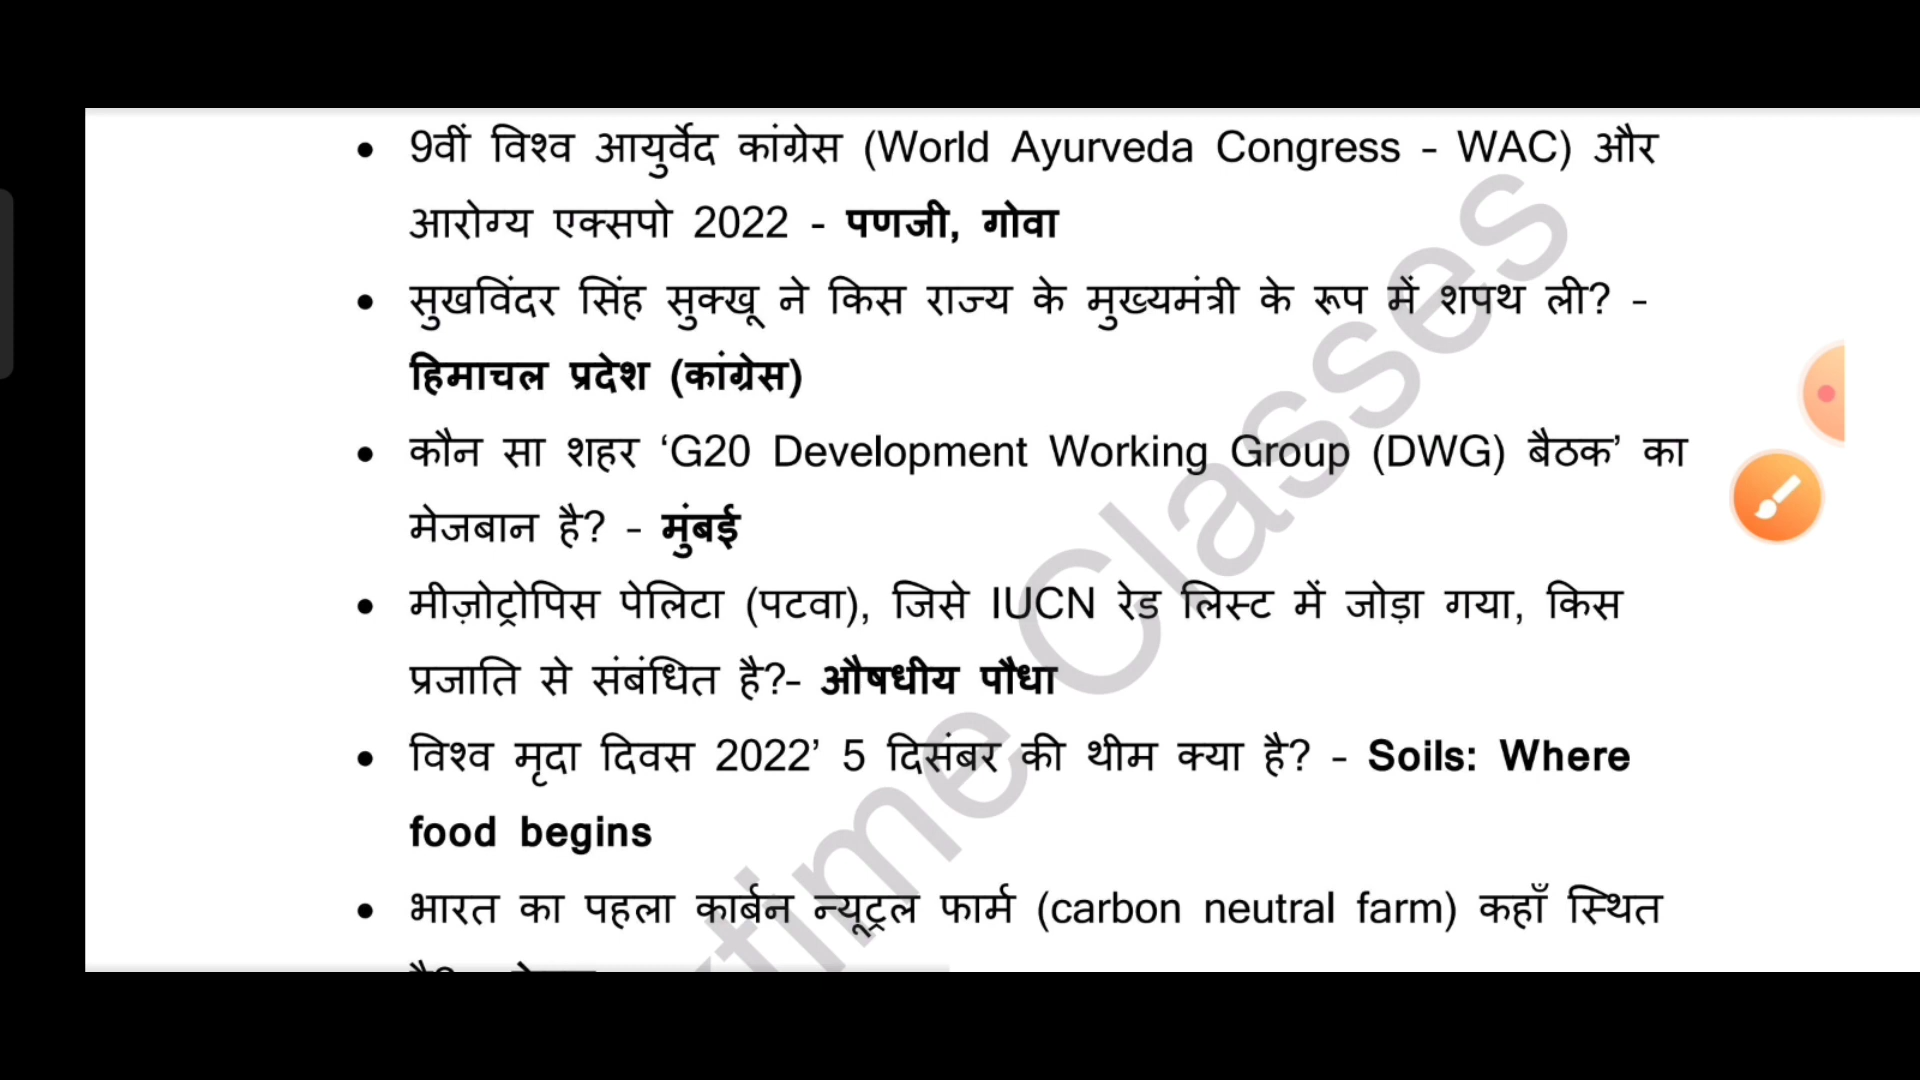 • 9वीं विश्व आयुर्वेद कांग्रेस (World Ayurveda Congress – WAC) और
आरोग्य एक्सपो 2022 - पणजी, गोवा
• सुखविंदर सिंह सुक्खू ने किस राज्य के मुख्यमंत्री के रूप में शपथ ली? –
हिमाचल प्रदेश (कांग्रेस)
• कौन सा शहर ‘G20 Development Working Group (DWG) बैठक’ का
मेजबान है? – मुंबई
• मीज़ोट्रोपिस पेलिटा (पटवा), जिसे IUCN रेड लिस्ट में जोड़ा गया, किस
प्रजाति से संबंधित है?– औषधीय पौधा
• विश्व मृदा दिवस 2022’ 5 दिसंबर की थीम क्या है? – Soils: Where
food begins
• भारत का पहला कार्बन न्यूट्रल फार्म (carbon neutral farm) कहाँ स्थित
time Classes